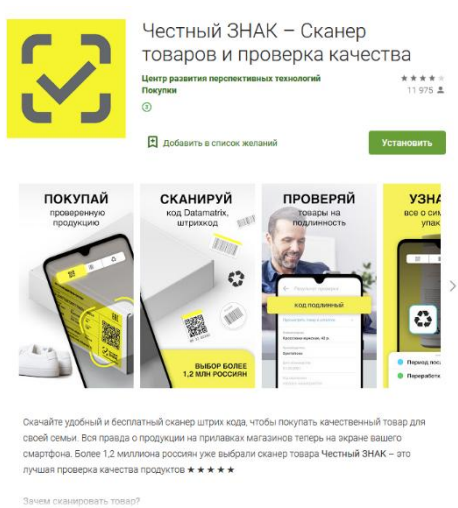 Честный ЗНАК – Сканер
товаров и проверка качества
Центр развития перспективных технологий
Покупки
★★★★★
11 975
3
Добавить в список желаний
Установить
ПОКУПАЙ
проверенную
продукцию
СКАНИРУЙ
код Datamatrix,
штрихкод
ВЫБОР БОЛЕЕ
1,2 МЛН РОССИЯН
ПРОВЕРЯЙ
товары на
подлинность
КОД ПОДЛИННЫЙ
УЗНА
все о сим
упак
Период пос
Переработк
Скачайте удобный и бесплатный сканер штрих кода, чтобы покупать качественный товар для
своей семьи. Вся правда о продукции на прилавках магазинов теперь на экране вашего
смартфона. Более 1,2 миллиона россиян уже выбрали сканер товара Честный ЗНАК – это
лучшая проверка качества продуктов ★★★★★
Зачем сканировать товар?